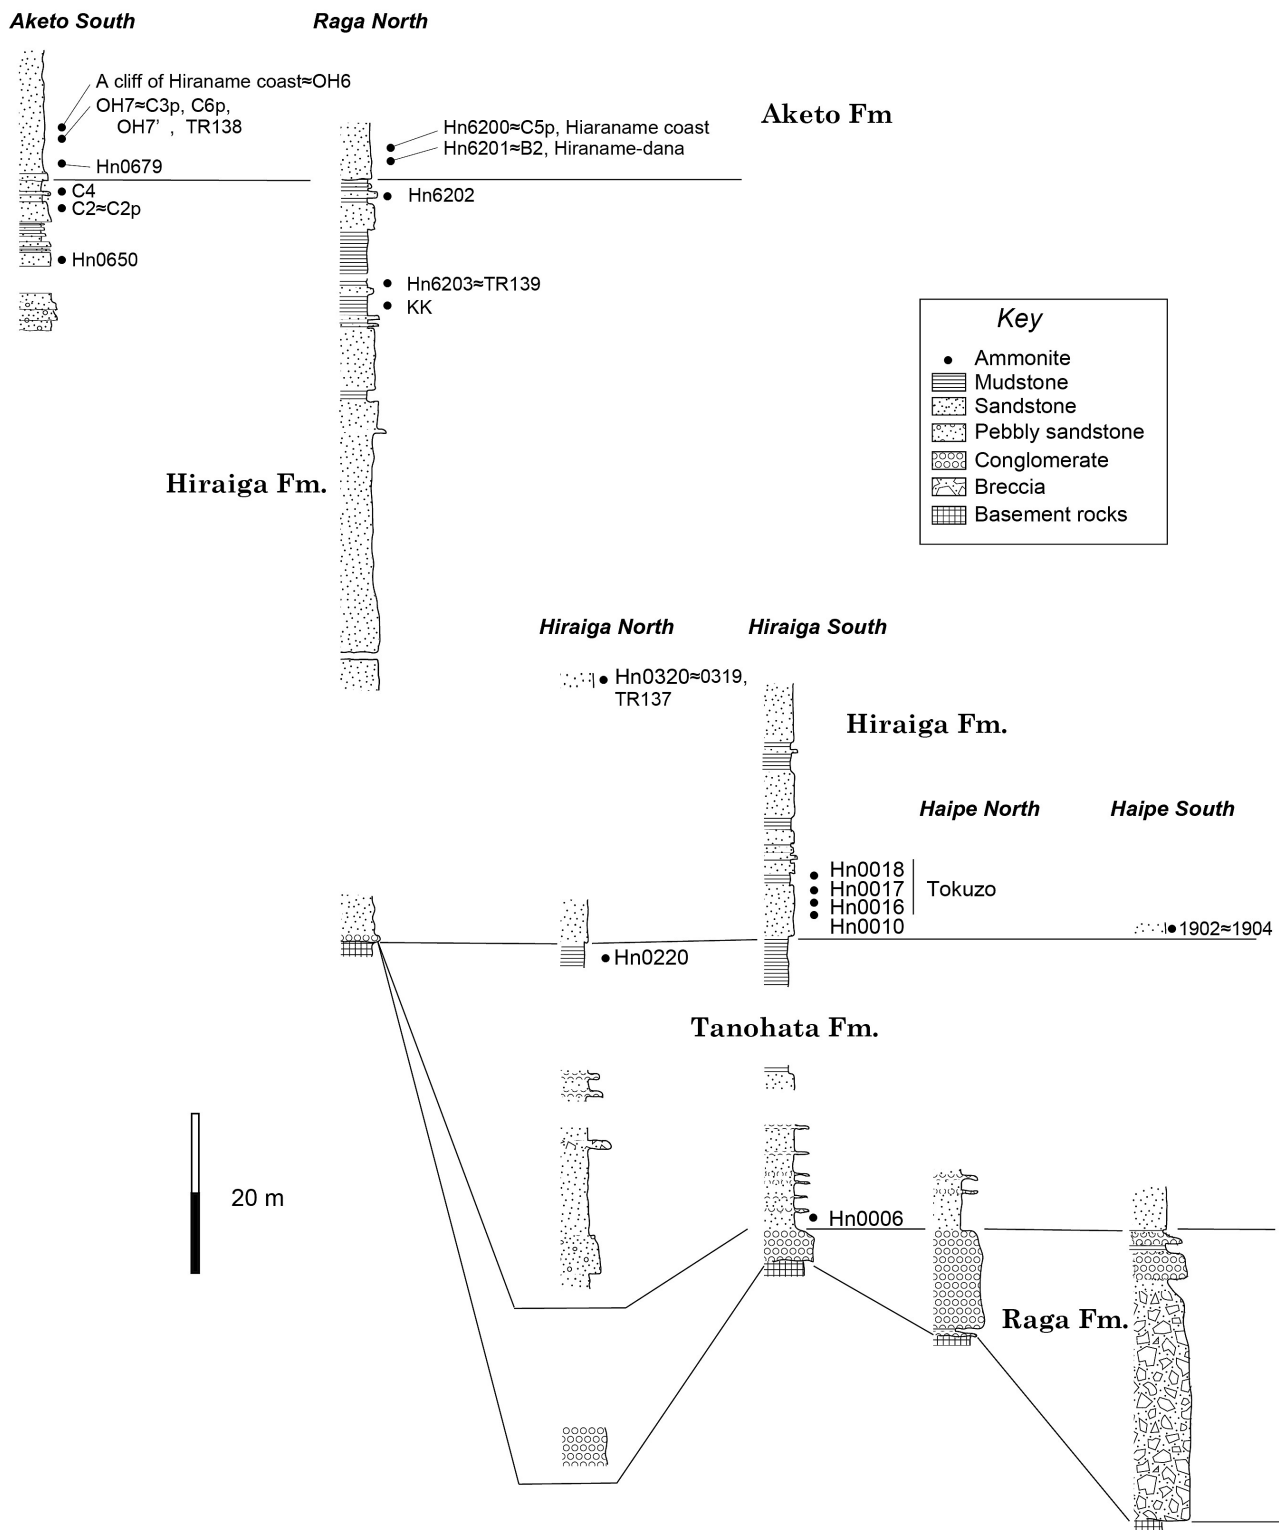 Aketo South
Raga North
A cliff of Hiraname coast≈OH6
OH7≈C3p, C6p,
OH7’ , TR138
Hn0679
C4
C2≈C2p
Hn0650
Aketo Fm
Hn6200≈C5p, Hiaraname coast
Hn6201≈B2, Hiraname-dana
Hn6202
Hn6203≈TR139
KK
Key
Ammonite
Mudstone
Sandstone
Pebbly sandstone
Conglomerate
Breccia
Basement rocks
Hiraiga Fm.
Hiraiga North
Hiraiga South
Hn0320≈0319,
TR137
Hiraiga Fm.
Haipe North
Haipe South
Hn0018
Hn0017
Hn0016
Hn0010
Tokuzo
1902≈1904
Hn0220
Tanohata Fm.
20 m
Hn0006
Raga Fm.